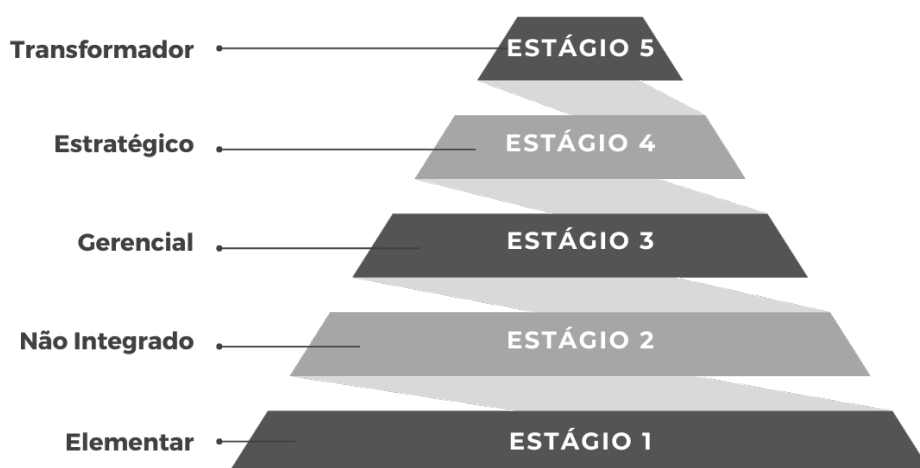 Transformador ESTÁGIO 5
Estratégico ESTÁGIO 4
Gerencial ESTÁGIO 3
Não Integrado ESTÁGIO 2
Elementar ESTÁGIO 1